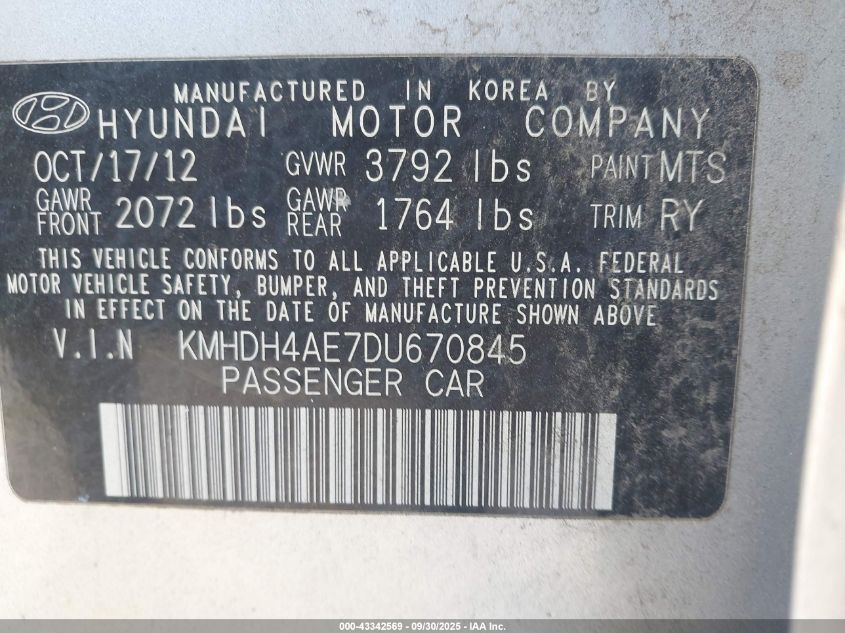 MANUFACTURED IN KOREA BY
HYUNDAI MOTOR COMPANY
OCT/17/12 GVWR 3792 lbs PAINT MTS
GAWR FRONT 2072 lbs GAWR REAR 1764 lbs TRIM RY
THIS VEHICLE CONFORMS TO ALL APPLICABLE U.S.A. FEDERAL
MOTOR VEHICLE SAFETY, BUMPER, AND THEFT PREVENTION STANDARDS
IN EFFECT ON THE DATE OF MANUFACTURE SHOWN ABOVE
V.I.N KMHDH4AE7DU670845
PASSENGER CAR
000-43342569 - 09/30/2025 - IAA Inc.